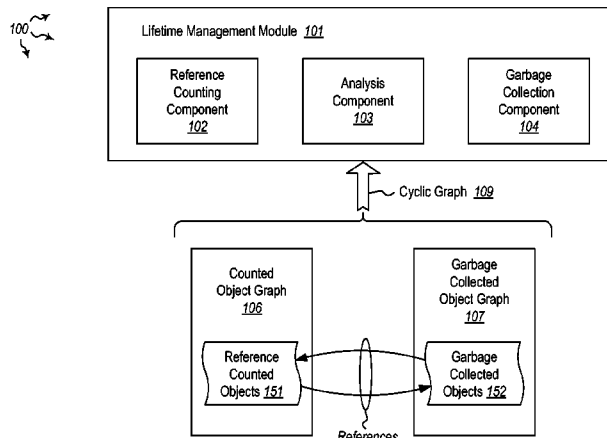 100
Lifetime Management Module 101
Reference
Counting
Component
102
Analysis
Component
103
Garbage
Collection
Component
104
Cyclic Graph 109
Counted
Object Graph
106
Garbage
Collected
Object Graph
107
Reference
Counted
Objects 151
Garbage
Collected
Objects 152
References